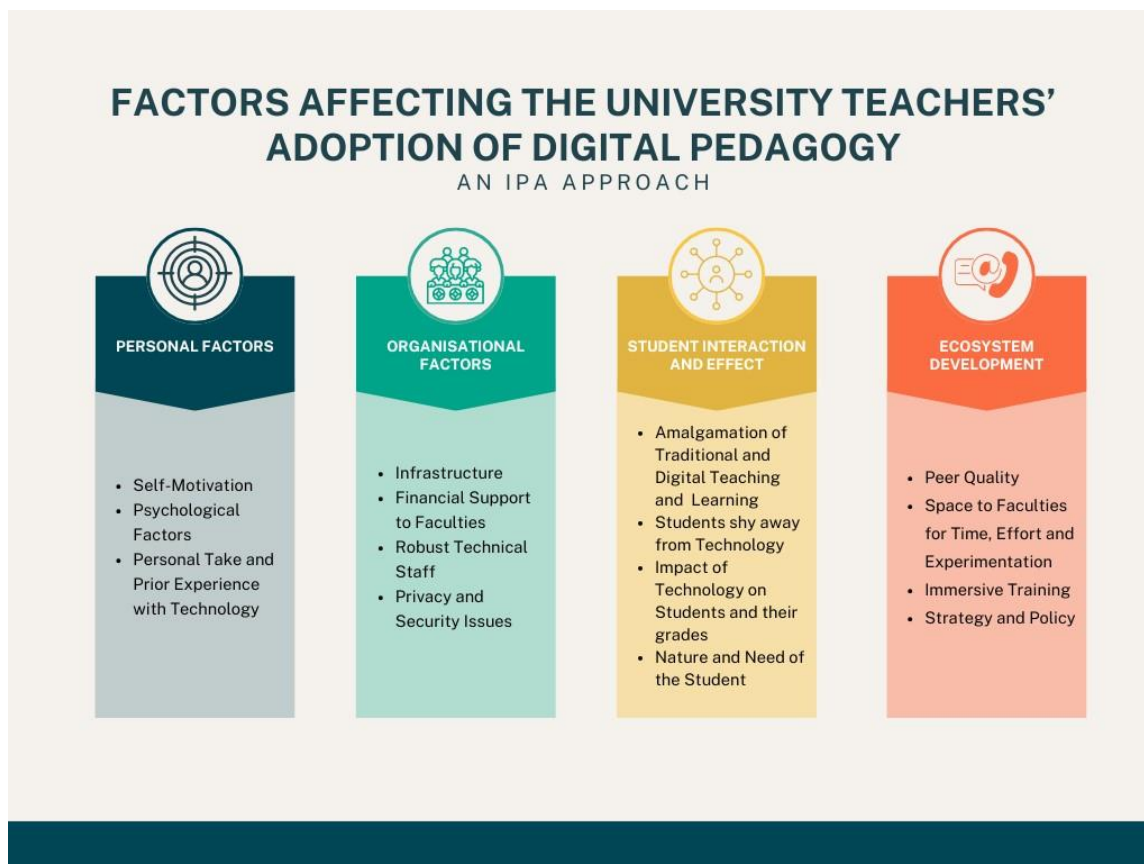 FACTORS AFFECTING THE UNIVERSITY TEACHERS'
ADOPTION OF DIGITAL PEDAGOGY
AN IPA APPROACH
PERSONAL FACTORS
• Self-Motivation
• Psychological
Factors
• Personal Take and
Prior Experience
with Technology
ORGANISATIONAL
FACTORS
• Infrastructure
• Financial Support
to Faculties
• Robust Technical
Staff
• Privacy and
Security Issues
STUDENT INTERACTION
AND EFFECT
• Amalgamation of
Traditional and
Digital Teaching
and Learning
• Students shy away
from Technology
• Impact of
Technology on
Students and their
grades
• Nature and Need of
the Student
ECOSYSTEM
DEVELOPMENT
• Peer Quality
• Space to Faculties
for Time, Effort and
Experimentation
• Immersive Training
• Strategy and Policy